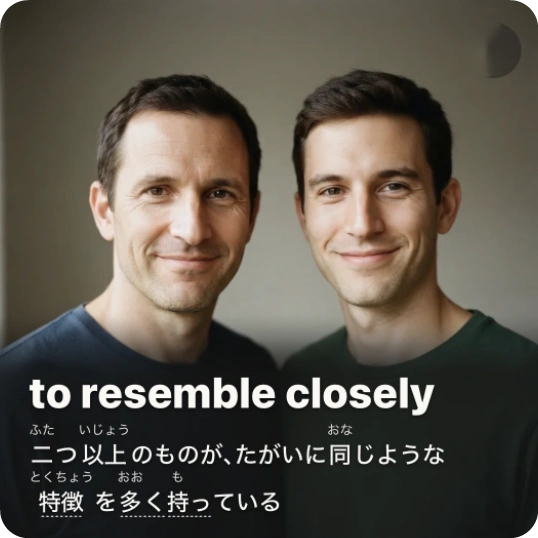 to resemble closely
ふた いじょう おな
二つ以上のものが、たがいに同じような
とくちょう おお も
特徴を多く持っている